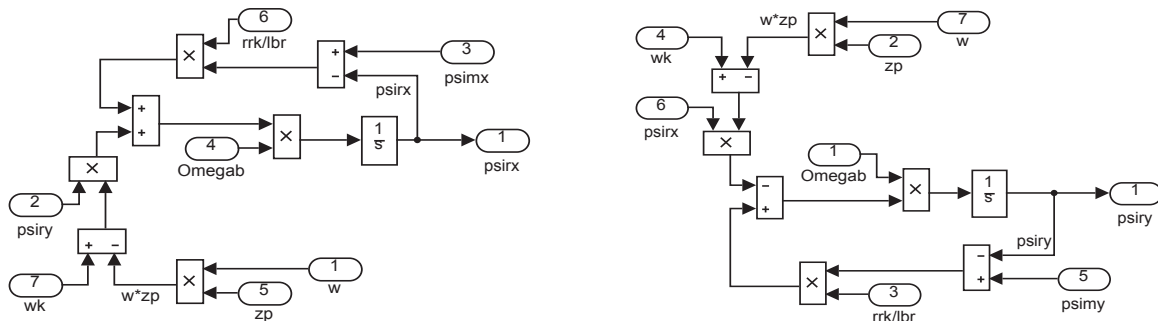 6
rrk/lbr
×
+
−
3
psimx
psirx
+
+
×
4
Omegab
1
s
1
psirx
×
2
psiry
+ −
7
wk
w*zp
×
1
w
5
zp
4
wk
w*zp
×
7
w
2
zp
+ −
6
psirx
×
1
Omegab
−
+
×
1
s
1
psiry
psiry
−
+
5
psimy
×
3
rrk/lbr